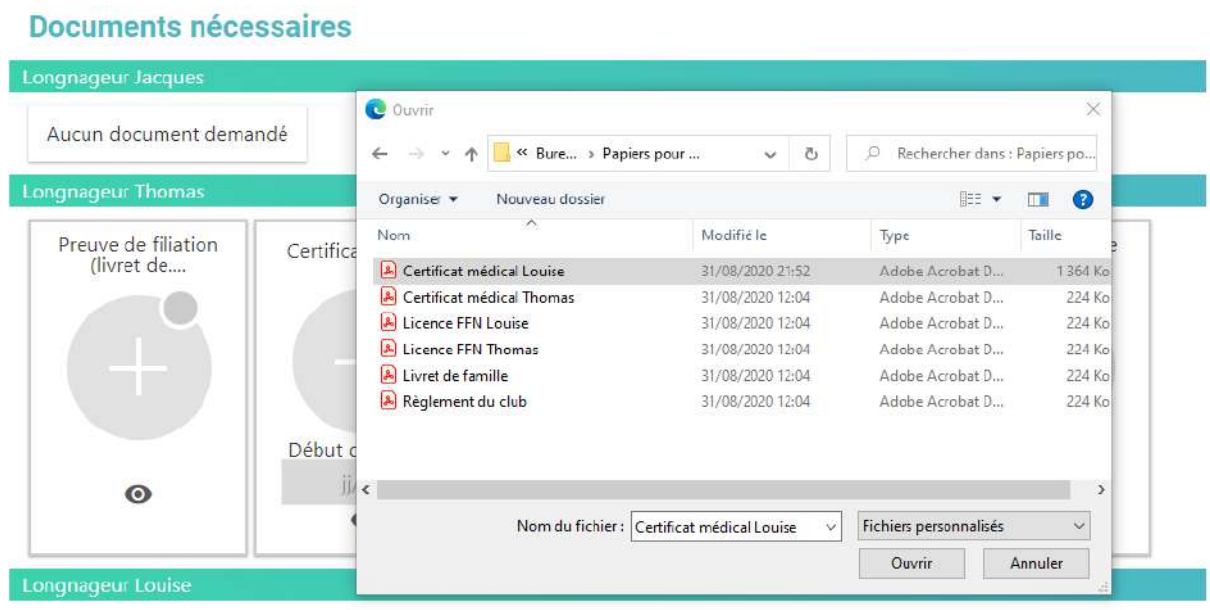 Documents nécessaires
Longnageur Jacques
Aucun document demandé
Longnageur Thomas
Preuve de filiation
(livret de....
Certifica
Début d
jj/
Longnageur Louise
Ouvrir
« Bure... › Papiers pour ...
Rechercher dans : Papiers po...
Organiser
Nouveau dossier
Nom Modifié le Type Taille
Certificat médical Louise 31/08/2020 21:52 Adobe Acrobat D... 1 364 Ko
Certificat médical Thomas 31/08/2020 12:04 Adobe Acrobat D... 224 Ko
Licence FFN Louise 31/08/2020 12:04 Adobe Acrobat D... 224 Ko
Licence FFN Thomas 31/08/2020 12:04 Adobe Acrobat D... 224 Ko
Livret de famille 31/08/2020 12:04 Adobe Acrobat D... 224 Ko
Règlement du club 31/08/2020 12:04 Adobe Acrobat D... 224 Ko
Nom du fichier : Certificat médical Louise
Fichiers personnalisés
Ouvrir Annuler